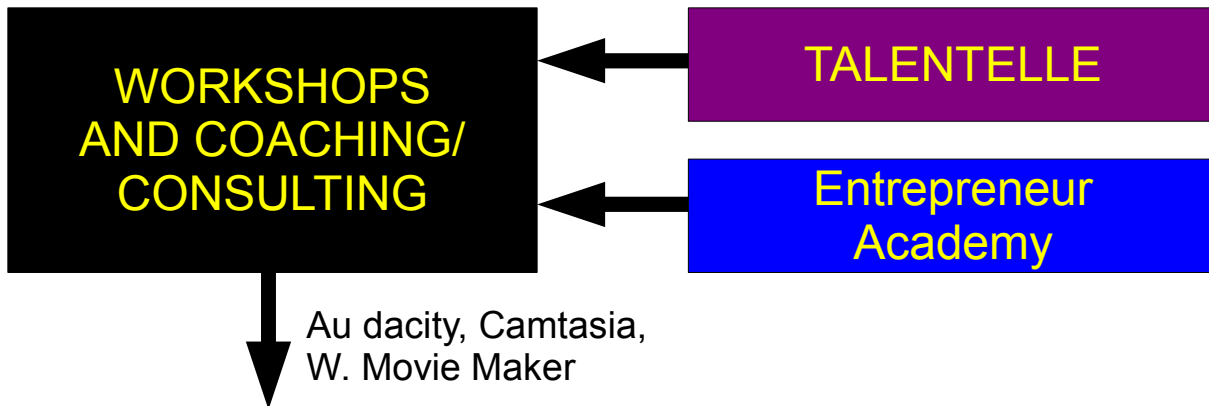 WORKSHOPS
AND COACHING/
CONSULTING
TALENTELLE
Entrepreneur
Academy
Au dacity, Camtasia,
W. Movie Maker